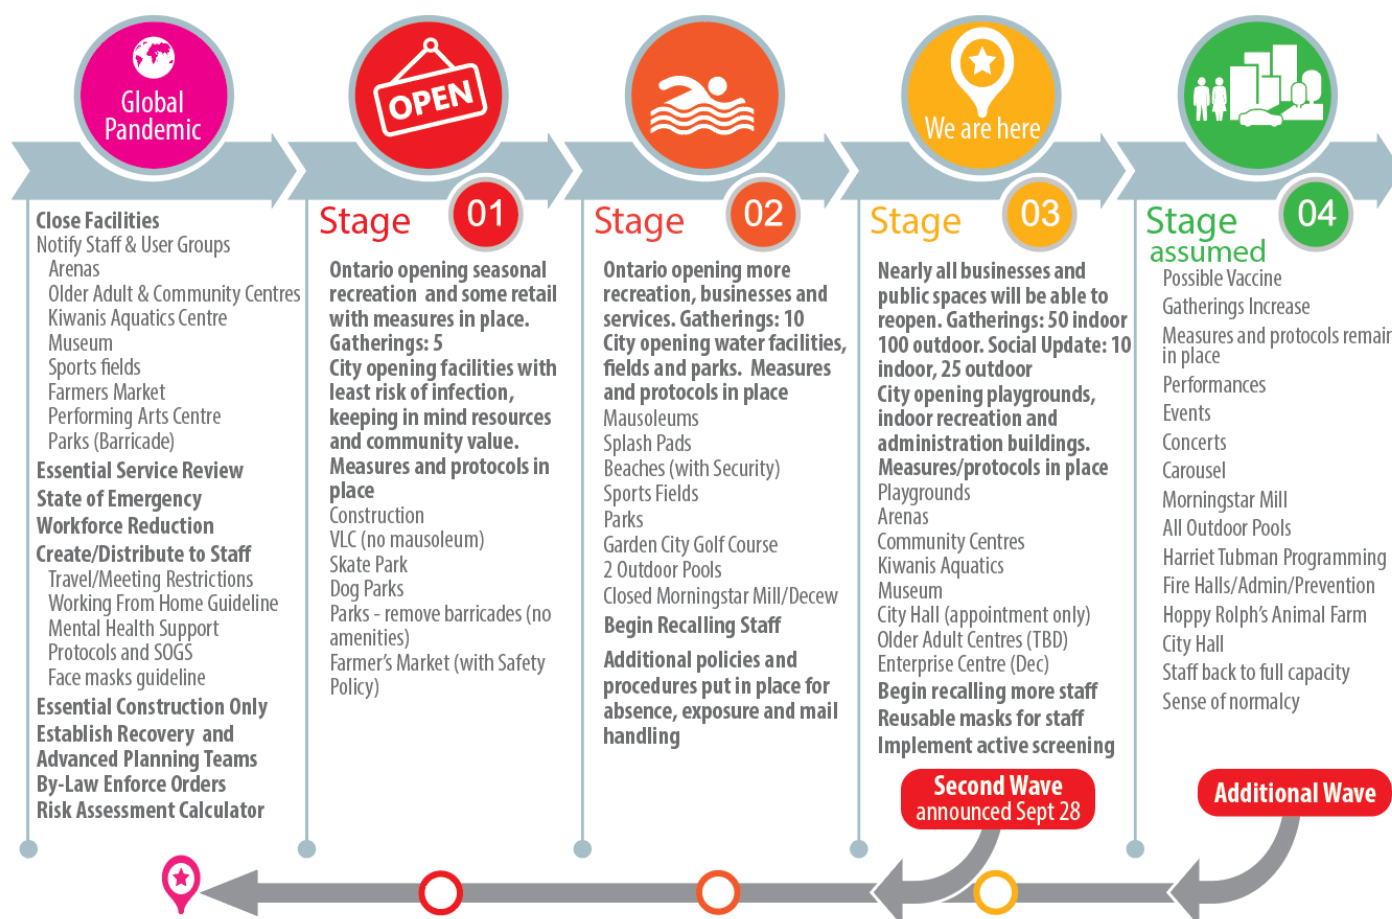 Global
Pandemic
Close Facilities
Notify Staff & User Groups
Arenas
Older Adult & Community Centres
Kiwanis Aquatics Centre
Museum
Sports fields
Farmers Market
Performing Arts Centre
Parks (Barricade)
Essential Service Review
State of Emergency
Workforce Reduction
Create/Distribute to Staff
Travel/Meeting Restrictions
Working From Home Guideline
Mental Health Support
Protocols and SOGS
Face masks guideline
Essential Construction Only
Establish Recovery and
Advanced Planning Teams
By-Law Enforce Orders
Risk Assessment Calculator
OPEN
Stage 01
Ontario opening seasonal
recreation and some retail
with measures in place.
Gatherings: 5
City opening facilities with
least risk of infection,
keeping in mind resources
and community value.
Measures and protocols in
place
Construction
VLC (no mausoleum)
Skate Park
Dog Parks
Parks - remove barricades (no
amenities)
Farmer's Market (with Safety
Policy)
Stage 02
Ontario opening more
recreation, businesses and
services. Gatherings: 10
City opening water facilities,
fields and parks. Measures
and protocols in place
Mausoleums
Splash Pads
Beaches (with Security)
Sports Fields
Parks
Garden City Golf Course
2 Outdoor Pools
Closed Morningstar Mill/Decew
Begin Recalling Staff
Additional policies and
procedures put in place for
absence, exposure and mail
handling
We are here
Stage 03
Nearly all businesses and
public spaces will be able to
reopen. Gatherings: 50 indoor
100 outdoor. Social Update: 10
indoor, 25 outdoor
City opening playgrounds,
indoor recreation and
administration buildings.
Measures/protocols in place
Playgrounds
Arenas
Community Centres
Kiwanis Aquatics
Museum
City Hall (appointment only)
Older Adult Centres (TBD)
Enterprise Centre (Dec)
Begin recalling more staff
Reusable masks for staff
Implement active screening
Second Wave
announced Sept 28
Stage 04
assumed
Possible Vaccine
Gatherings Increase
Measures and protocols remain
in place
Performances
Events
Concerts
Carousel
Morningstar Mill
All Outdoor Pools
Harriet Tubman Programming
Fire Halls/Admin/Prevention
Hoppy Rolph's Animal Farm
City Hall
Staff back to full capacity
Sense of normalcy
Additional Wave